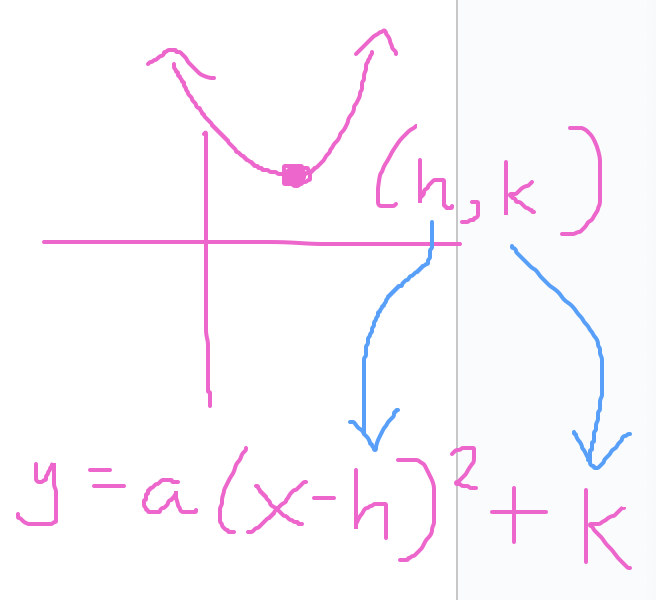 (h, k)
y = a(x-h)² + k